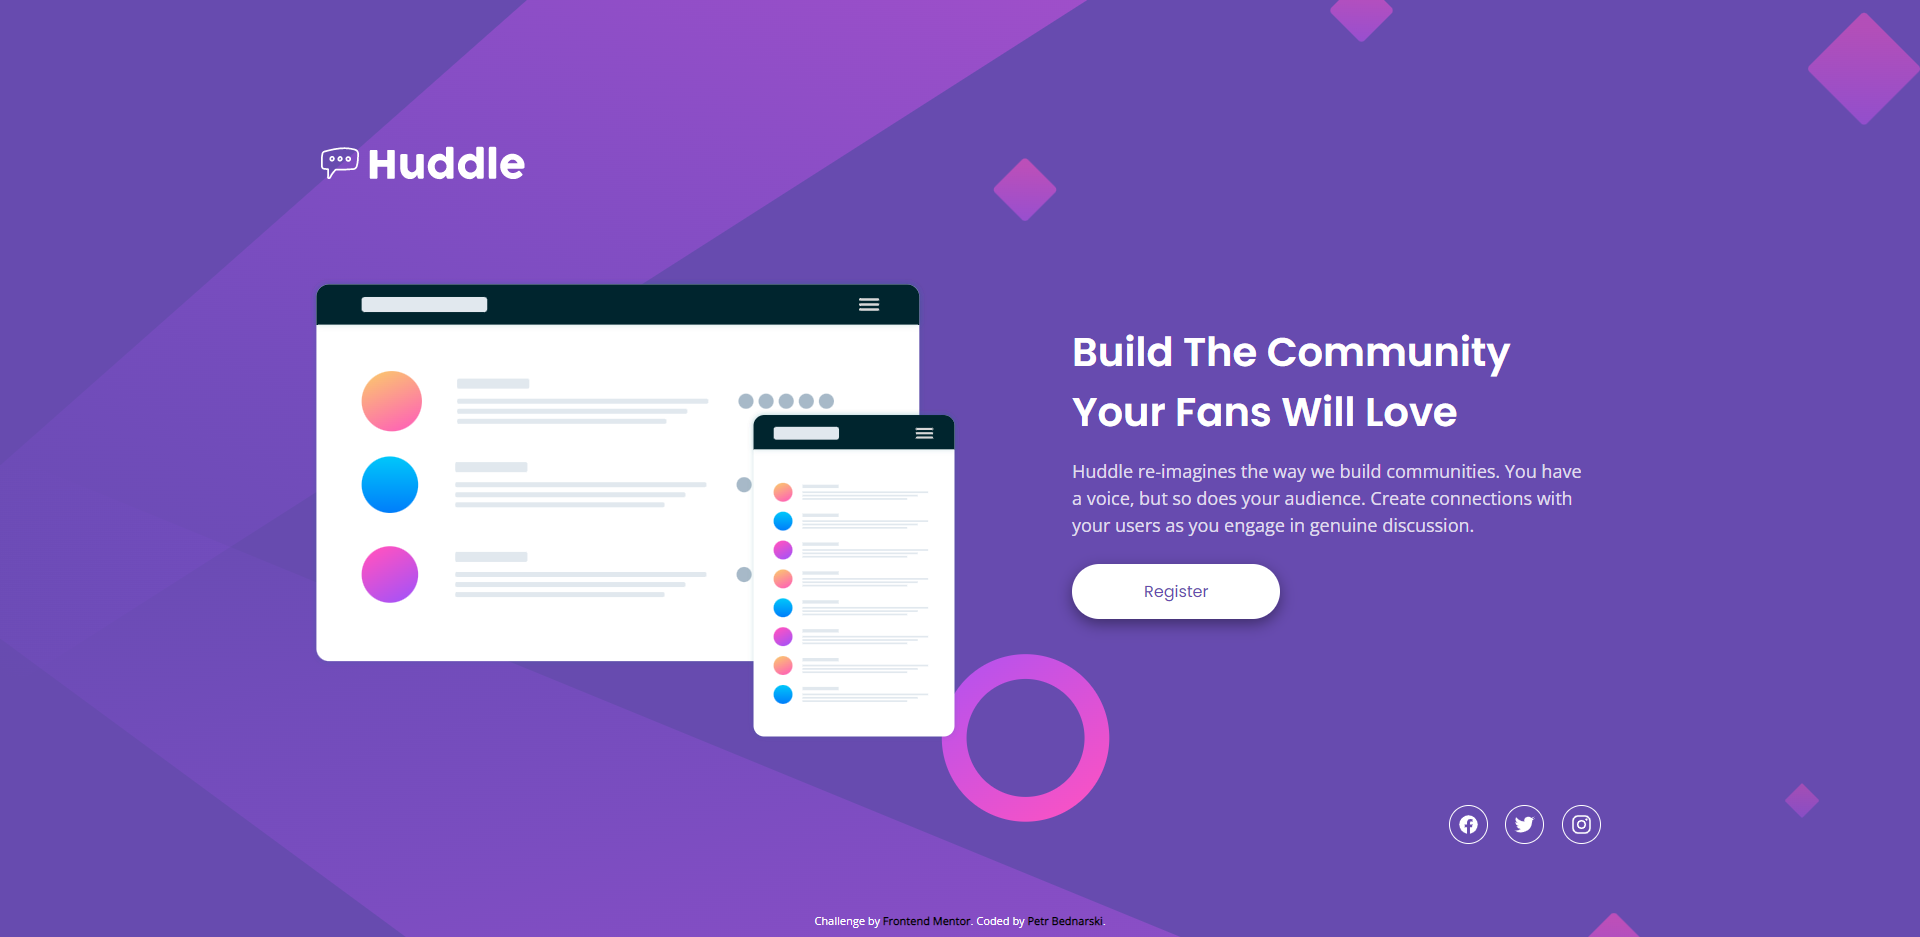 Huddle
Build The Community
Your Fans Will Love
Huddle re-imagines the way we build communities. You have
a voice, but so does your audience. Create connections with
your users as you engage in genuine discussion.
Register
Challenge by Frontend Mentor. Coded by Petr Bednarski.